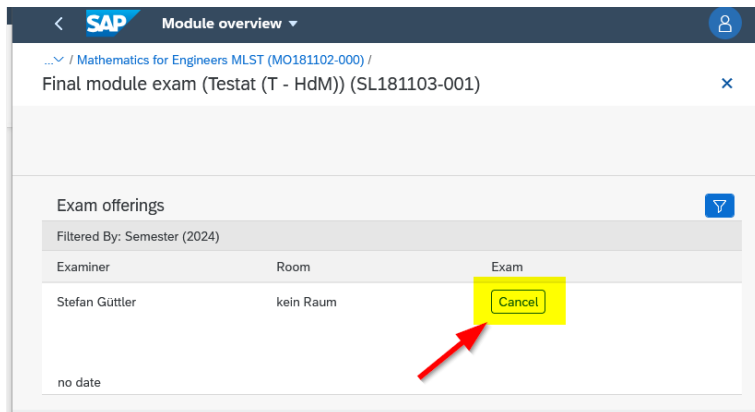 SAP Module overview
... / Mathematics for Engineers MLST (MO181102-000) /
Final module exam (Testat (T - HdM)) (SL181103-001)
Exam offerings
Filtered By: Semester (2024)
Examiner Room Exam
Stefan Güttler kein Raum Cancel
no date